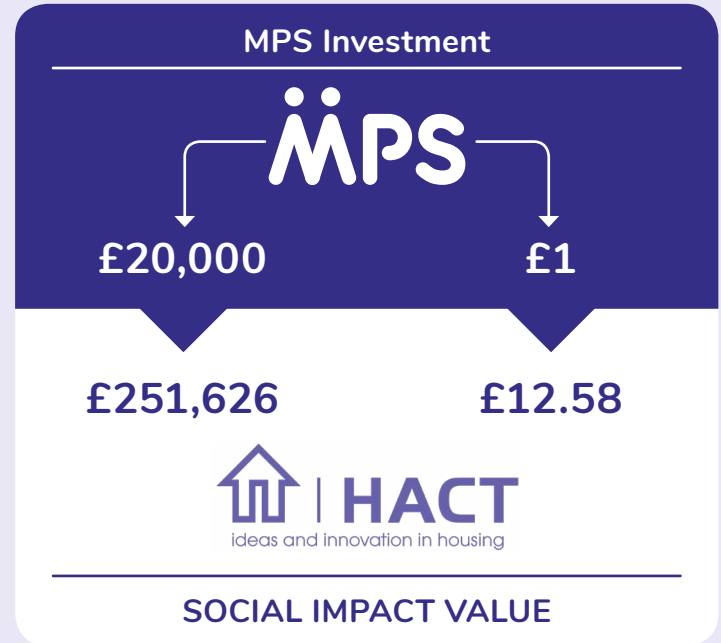 MPS Investment
MPS
£20,000 £1
£251,626 £12.58
HACT
ideas and innovation in housing
SOCIAL IMPACT VALUE